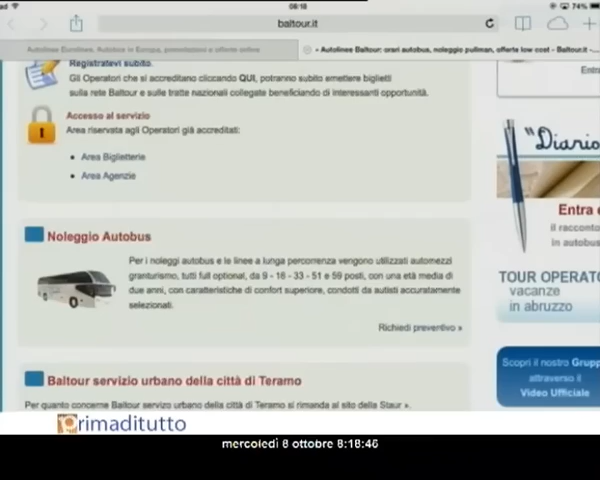 08:18
74%
baltour.it
Autolinee Eurolines. Autobus in Europa, prenotazioni e offerte online
Autolinee Baltour: orari autobus, noleggio pullman, offerte low cost - Baltour.it -...
Registratevi subito.
Gli Operatori che si accreditano cliccando QUI, potranno subito emettere biglietti
sulla rete Baltour e sulle tratte nazionali collegate beneficiando di interessanti opportunità.
Accesso al servizio
Area riservata agli Operatori già accreditati:
• Area Biglietterie
• Area Agenzie
Noleggio Autobus
Per i noleggi autobus e le linee a lunga percorrenza vengono utilizzati automezzi
granturismo, tutti full optional, da 9 - 16 - 33 - 51 e 59 posti, con una età media di
due anni, con caratteristiche di confort superiore, condotti da autisti accuratamente
selezionati.
Richiedi preventivo »
Baltour servizio urbano della città di Teramo
Per quanto concerne Baltour servizo urbano della città di Teramo si rimanda al sito della Staur ».
Entra
"Diario
Entra e
il racconto
in autobus
TOUR OPERATO
vacanze
in abruzzo
Scopri il nostro Grupp
attraverso il
Video Ufficiale
Primaditutto
mercoledì 8 ottobre 8:18:46